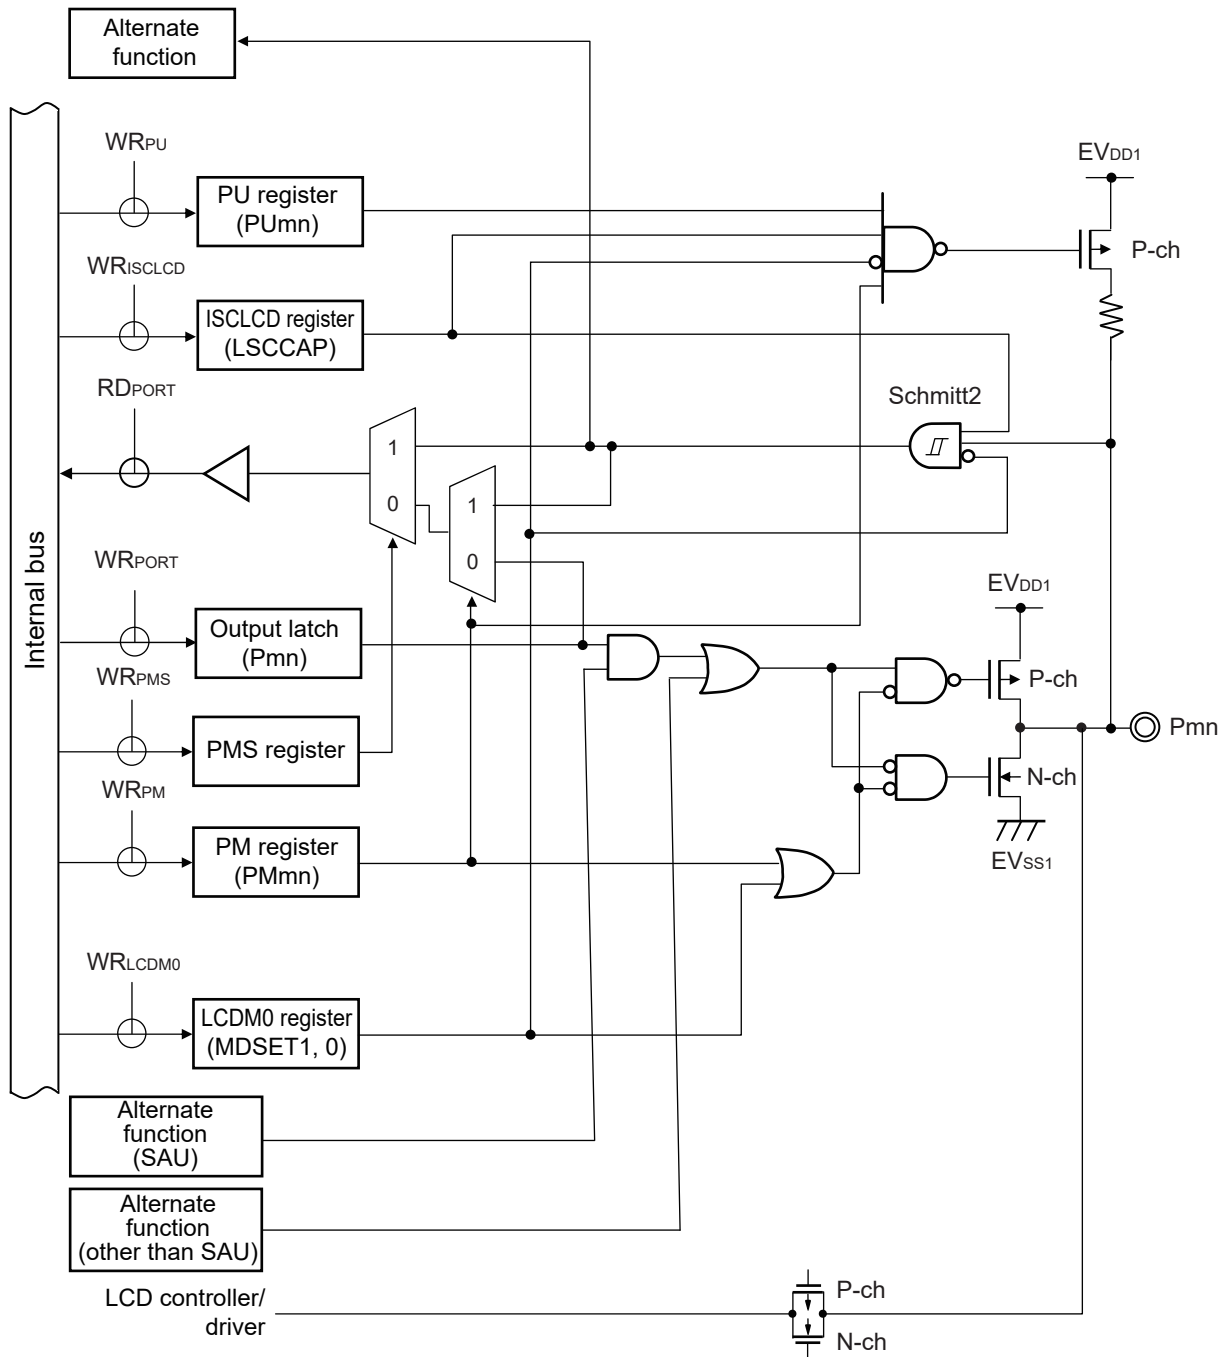 Alternate
function
WRPU
PU register
(PUmn)
EVDD1
P-ch
WRISCLCD
ISCLCD register
(LSCCAP)
RDPORT
Schmitt2
1
0
1
0
Internal bus
WRPORT
Output latch
(Pmn)
EVDD1
P-ch
WRPMS
PMS register
Pmn
N-ch
WRPM
PM register
(PMmn)
EVSS1
WRLCDM0
LCDM0 register
(MDSET1, 0)
Alternate
function
(SAU)
Alternate
function
(other than SAU)
LCD controller/
driver
P-ch
N-ch